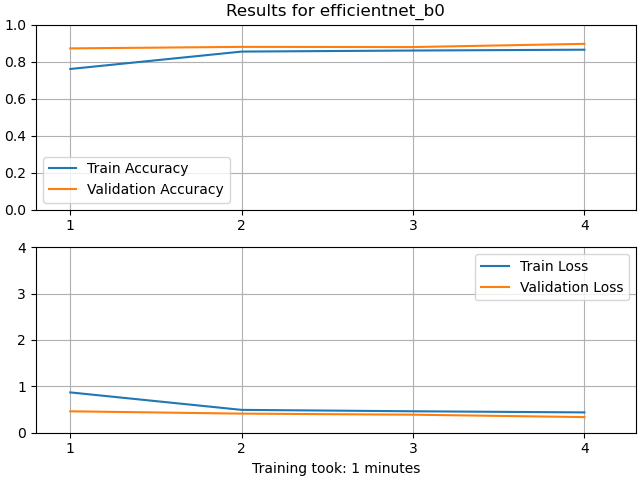 Results for efficientnet_b0
1.0
0.8
0.6
0.4
0.2
0.0
Train Accuracy
Validation Accuracy
1 2 3 4
4
3
2
1
0
Train Loss
Validation Loss
1 2 3 4
Training took: 1 minutes